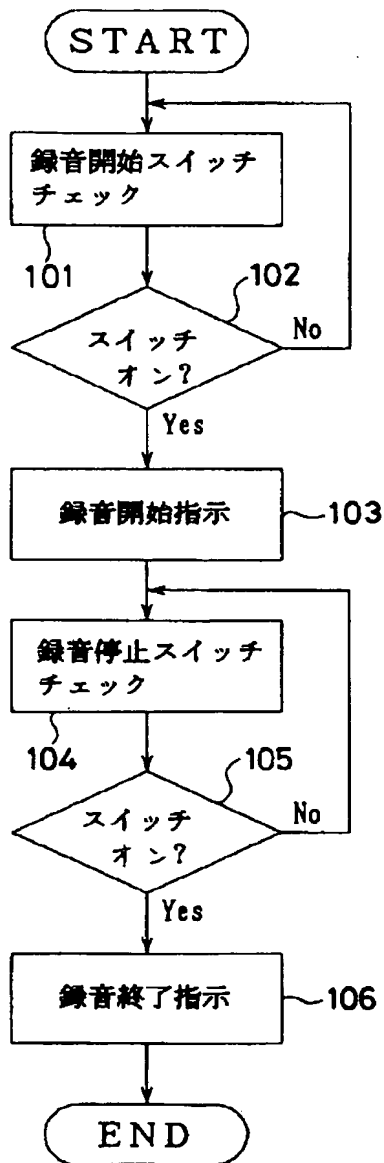 START
録音開始スイッチ
チェック
101
102
スイッチ
オン?
No
Yes
録音開始指示
103
録音停止スイッチ
チェック
104
105
スイッチ
オン?
No
Yes
録音終了指示
106
END